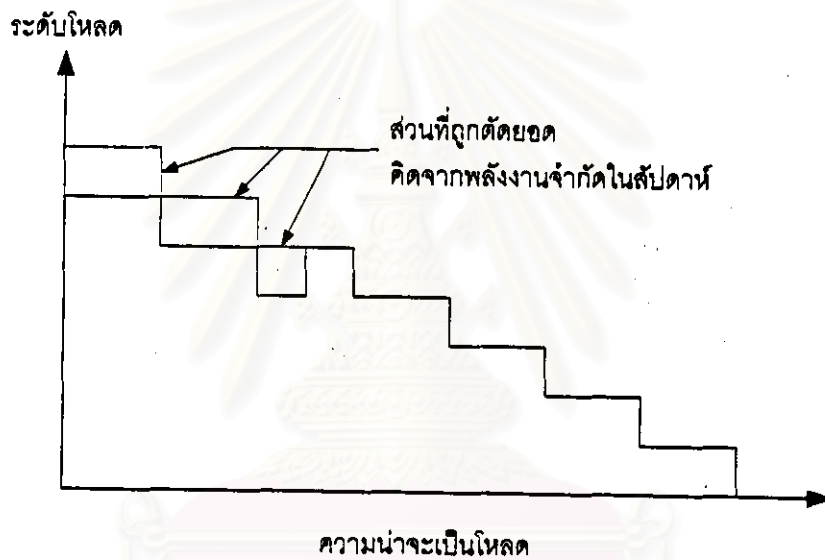 ระดับโหลด
ส่วนที่ถูกตัดยอด
คิดจากพลังงานจำกัดในสัปดาห์
ความน่าจะเป็นโหลด